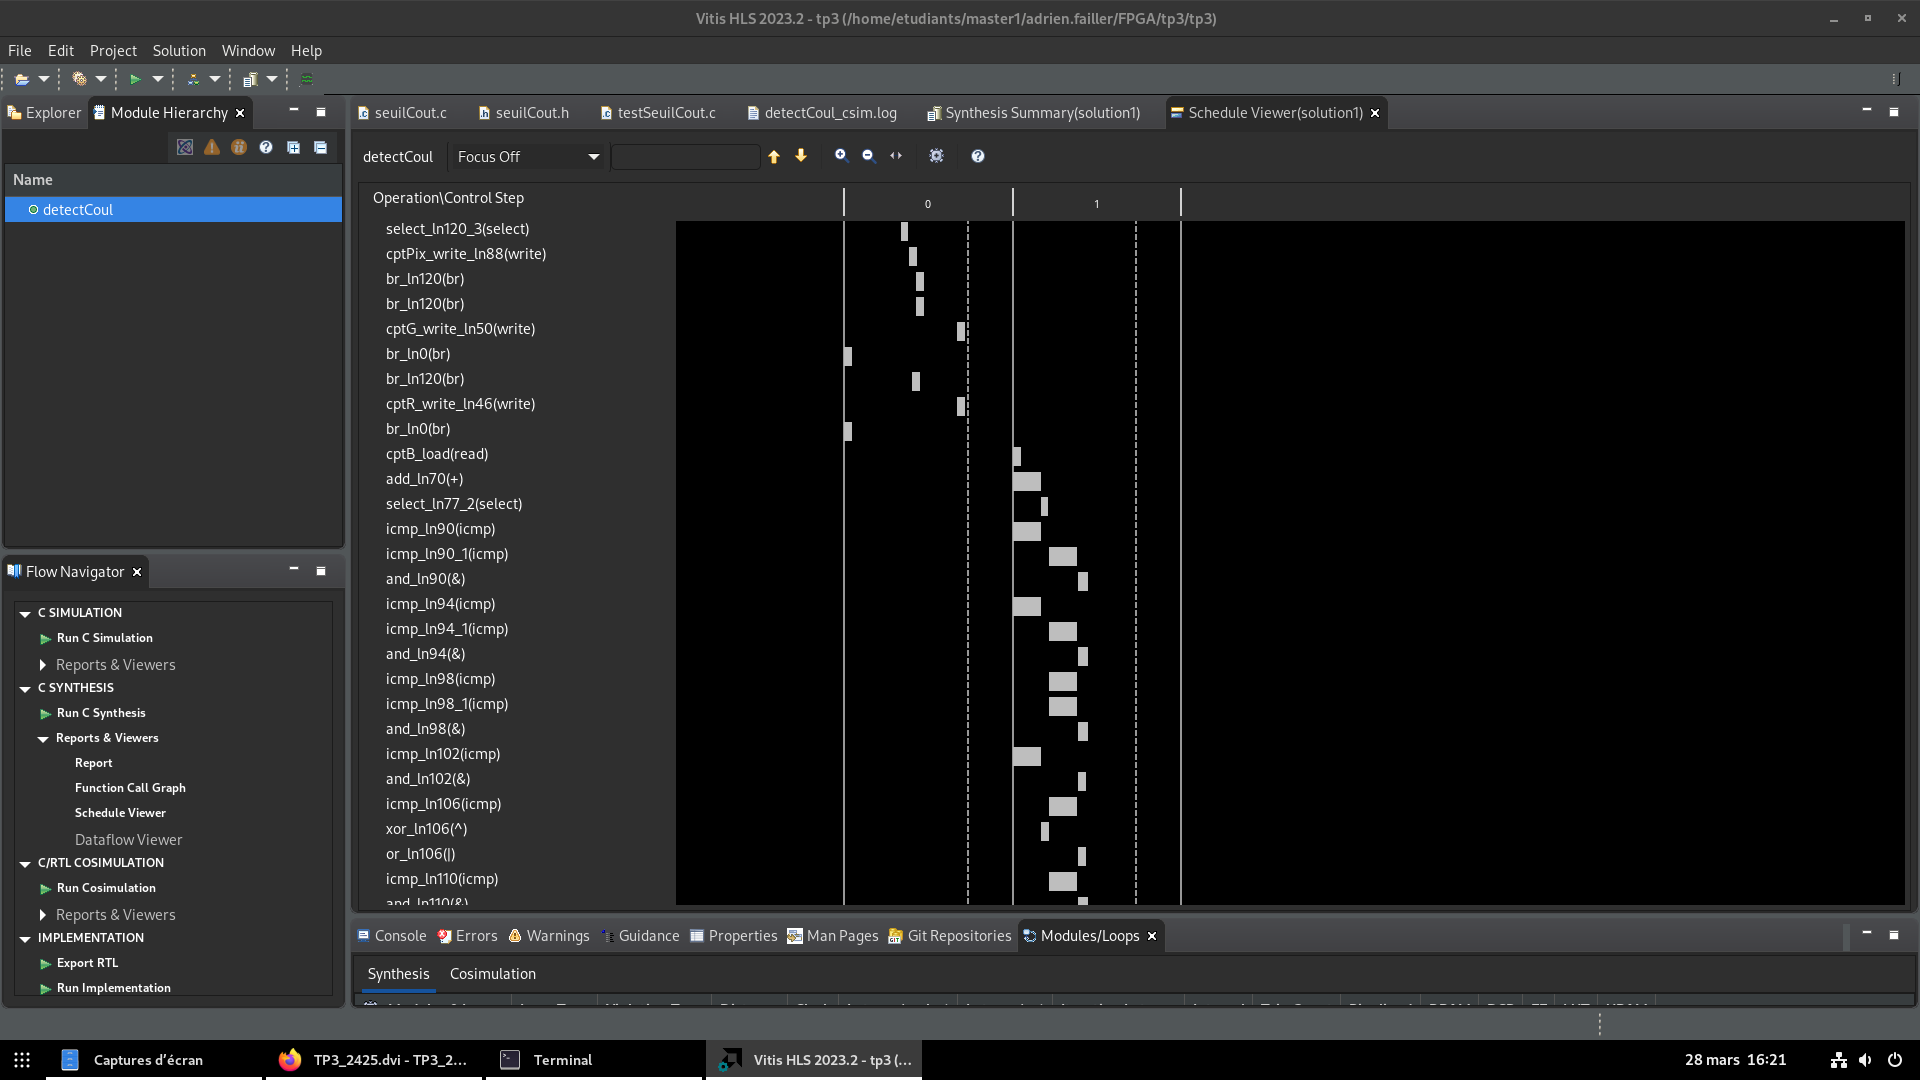 Vitis HLS 2023.2 - tp3 (/home/etudiants/master1/adrien.failler/FPGA/tp3/tp3)
File Edit Project Solution Window Help
Explorer Module Hierarchy
Name
detectCoul
Flow Navigator
C SIMULATION
Run C Simulation
Reports & Viewers
C SYNTHESIS
Run C Synthesis
Reports & Viewers
Report
Function Call Graph
Schedule Viewer
Dataflow Viewer
C/RTL COSIMULATION
Run Cosimulation
Reports & Viewers
IMPLEMENTATION
Export RTL
Run Implementation
seuilCout.c seuilCout.h testSeuilCout.c detectCoul_csim.log Synthesis Summary(solution1) Schedule Viewer(solution1)
detectCoul Focus Off
Operation\Control Step 0 1
select_ln120_3(select)
cptPix_write_ln88(write)
br_ln120(br)
br_ln120(br)
cptG_write_ln50(write)
br_ln0(br)
br_ln120(br)
cptR_write_ln46(write)
br_ln0(br)
cptB_load(read)
add_ln70(+)
select_ln77_2(select)
icmp_ln90(icmp)
icmp_ln90_1(icmp)
and_ln90(&)
icmp_ln94(icmp)
icmp_ln94_1(icmp)
and_ln94(&)
icmp_ln98(icmp)
icmp_ln98_1(icmp)
and_ln98(&)
icmp_ln102(icmp)
and_ln102(&)
icmp_ln106(icmp)
xor_ln106(^)
or_ln106(|)
icmp_ln110(icmp)
and_ln110(&)
Console Errors Warnings Guidance Properties Man Pages Git Repositories Modules/Loops
Synthesis Cosimulation
Captures d'écran TP3_2425.dvi - TP3_2... Terminal Vitis HLS 2023.2 - tp3 (... 28 mars 16:21